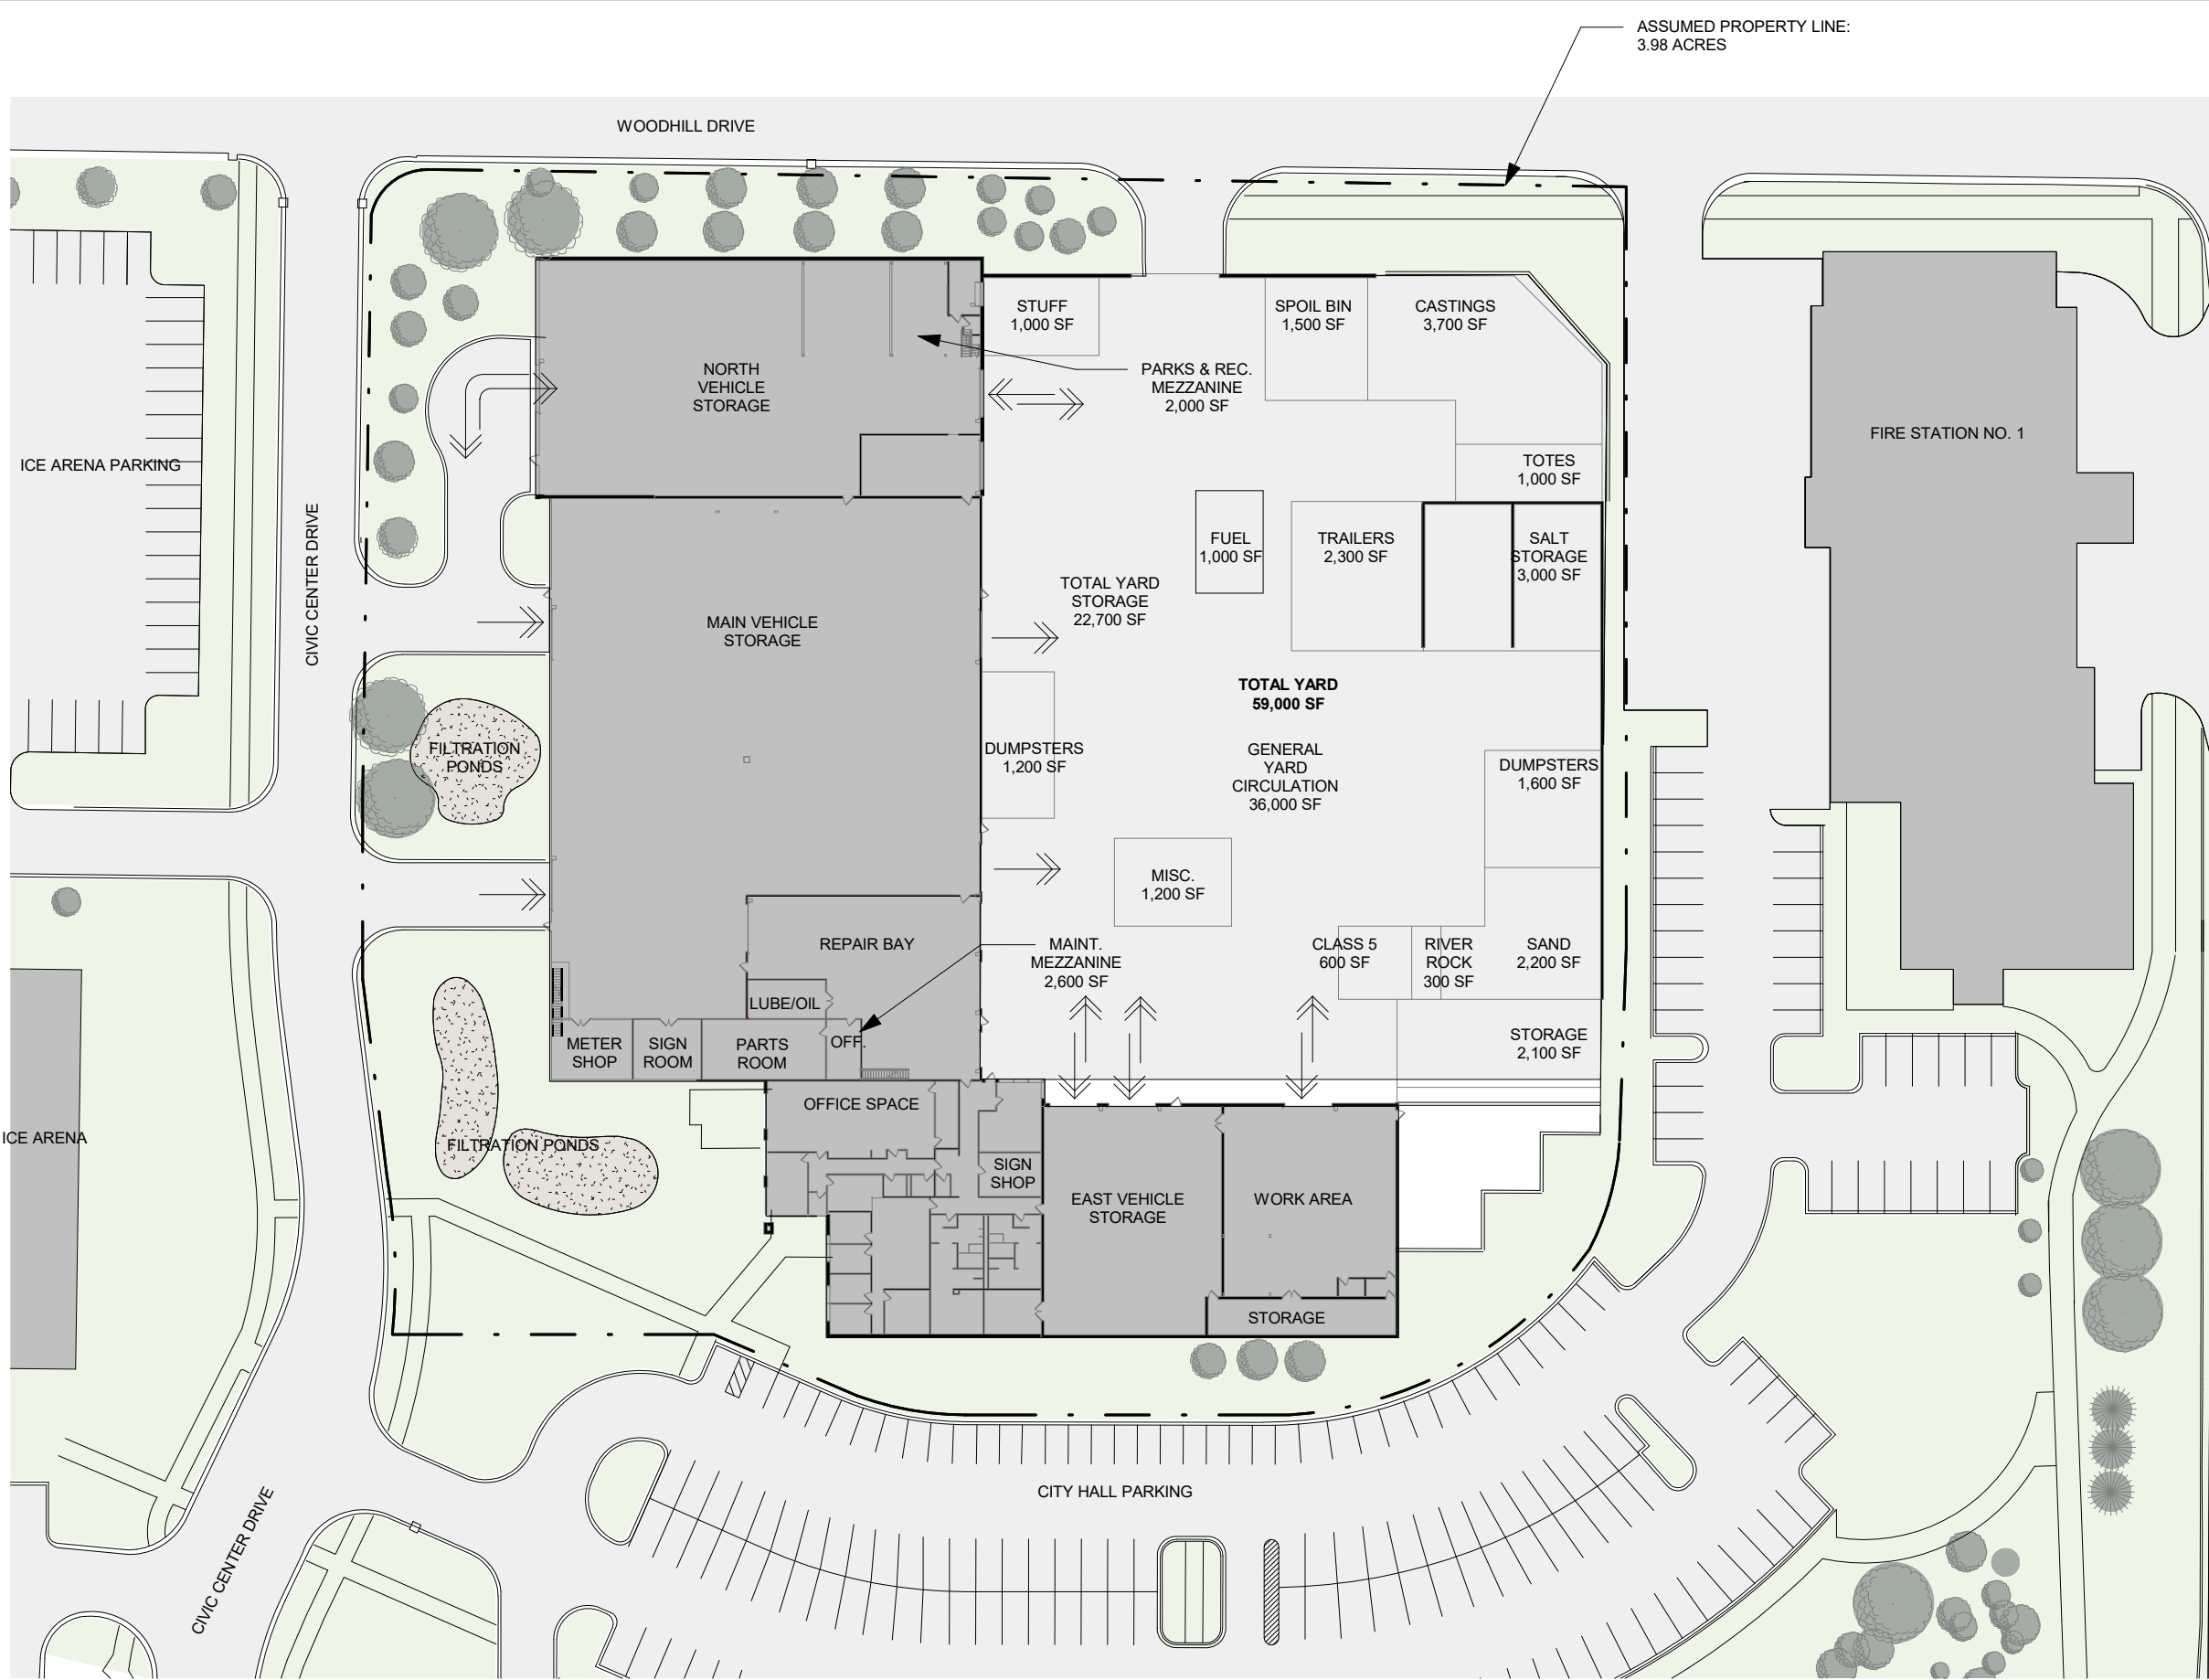 ASSUMED PROPERTY LINE:
3.98 ACRES
WOODHILL DRIVE
STUFF
1,000 SF
SPOIL BIN
1,500 SF
CASTINGS
3,700 SF
NORTH
VEHICLE
STORAGE
PARKS & REC.
MEZZANINE
2,000 SF
FIRE STATION NO. 1
ICE ARENA PARKING
TOTES
1,000 SF
CIVIC CENTER DRIVE
FUEL
1,000 SF
TRAILERS
2,300 SF
SALT
STORAGE
3,000 SF
TOTAL YARD
STORAGE
22,700 SF
MAIN VEHICLE
STORAGE
TOTAL YARD
59,000 SF
FILTRATION
PONDS
DUMPSTERS
1,200 SF
GENERAL
YARD
CIRCULATION
36,000 SF
DUMPSTERS
1,600 SF
MISC.
1,200 SF
REPAIR BAY
MAINT.
MEZZANINE
2,600 SF
CLASS 5
600 SF
RIVER
ROCK
300 SF
SAND
2,200 SF
LUBE/OIL
METER
SHOP
SIGN
ROOM
PARTS
ROOM
OFF.
STORAGE
2,100 SF
OFFICE SPACE
ICE ARENA
FILTRATION PONDS
SIGN
SHOP
EAST VEHICLE
STORAGE
WORK AREA
STORAGE
CITY HALL PARKING
CIVIC CENTER DRIVE